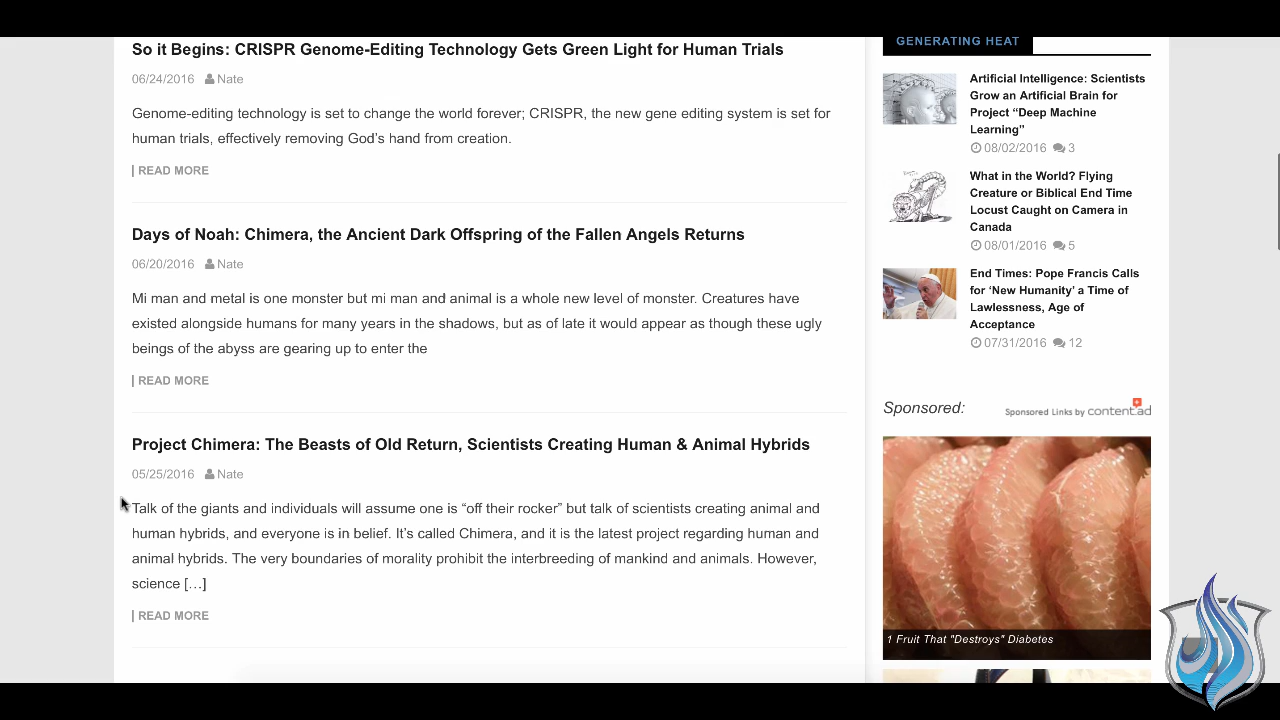 So it Begins: CRISPR Genome-Editing Technology Gets Green Light for Human Trials
06/24/2016 Nate
Genome-editing technology is set to change the world forever; CRISPR, the new gene editing system is set for
human trials, effectively removing God’s hand from creation.
| READ MORE
Days of Noah: Chimera, the Ancient Dark Offspring of the Fallen Angels Returns
06/20/2016 Nate
Mi man and metal is one monster but mi man and animal is a whole new level of monster. Creatures have
existed alongside humans for many years in the shadows, but as of late it would appear as though these ugly
beings of the abyss are gearing up to enter the
| READ MORE
Project Chimera: The Beasts of Old Return, Scientists Creating Human & Animal Hybrids
05/25/2016 Nate
Talk of the giants and individuals will assume one is “off their rocker” but talk of scientists creating animal and
human hybrids, and everyone is in belief. It’s called Chimera, and it is the latest project regarding human and
animal hybrids. The very boundaries of morality prohibit the interbreeding of mankind and animals. However,
science […]
| READ MORE
GENERATING HEAT
Artificial Intelligence: Scientists
Grow an Artificial Brain for
Project “Deep Machine
Learning”
08/02/2016 3
What in the World? Flying
Creature or Biblical End Time
Locust Caught on Camera in
Canada
08/01/2016 5
End Times: Pope Francis Calls
for ‘New Humanity’ a Time of
Lawlessness, Age of
Acceptance
07/31/2016 12
Sponsored:
Sponsored Links by content.ad
1 Fruit That "Destroys" Diabetes